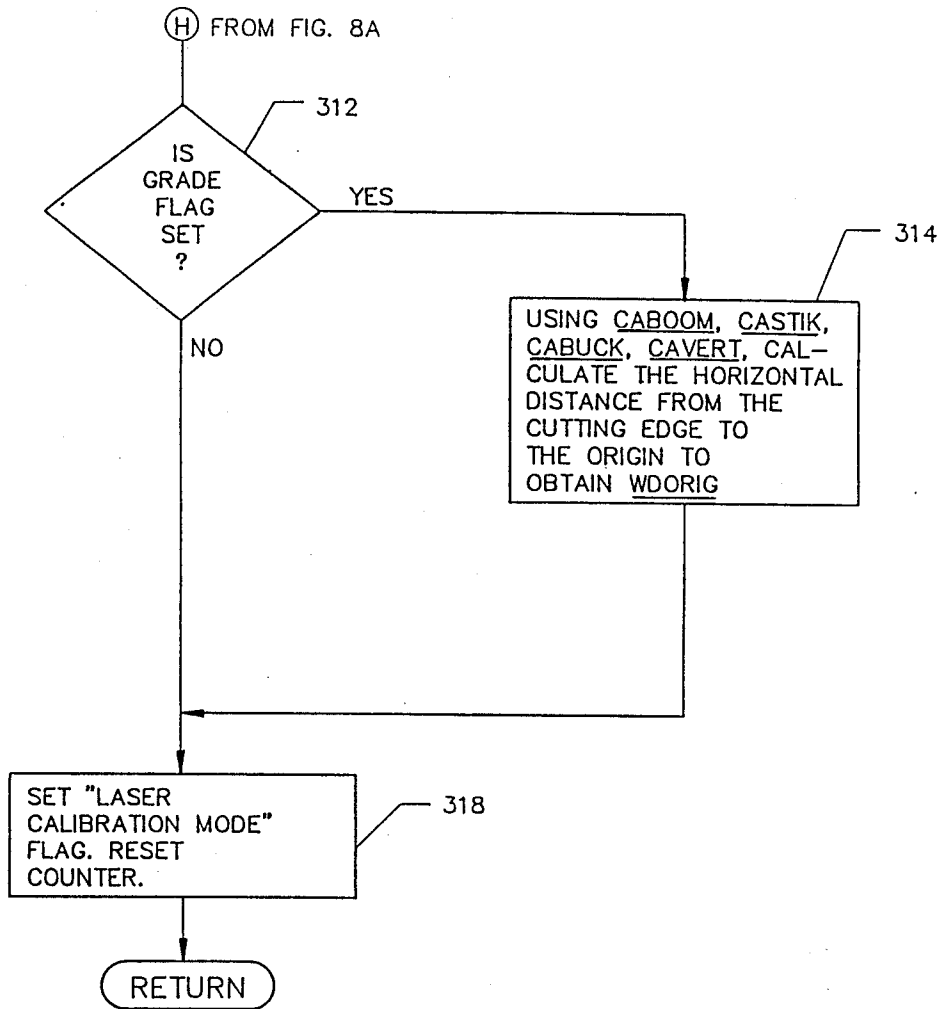 H FROM FIG. 8A
312
IS
GRADE
FLAG
SET
?
YES
314
USING CABOOM, CASTIK,
CABUCK, CAVERT, CAL-
CULATE THE HORIZONTAL
DISTANCE FROM THE
CUTTING EDGE TO
THE ORIGIN TO
OBTAIN WDORIG
NO
SET "LASER
CALIBRATION MODE"
FLAG. RESET
COUNTER.
318
RETURN